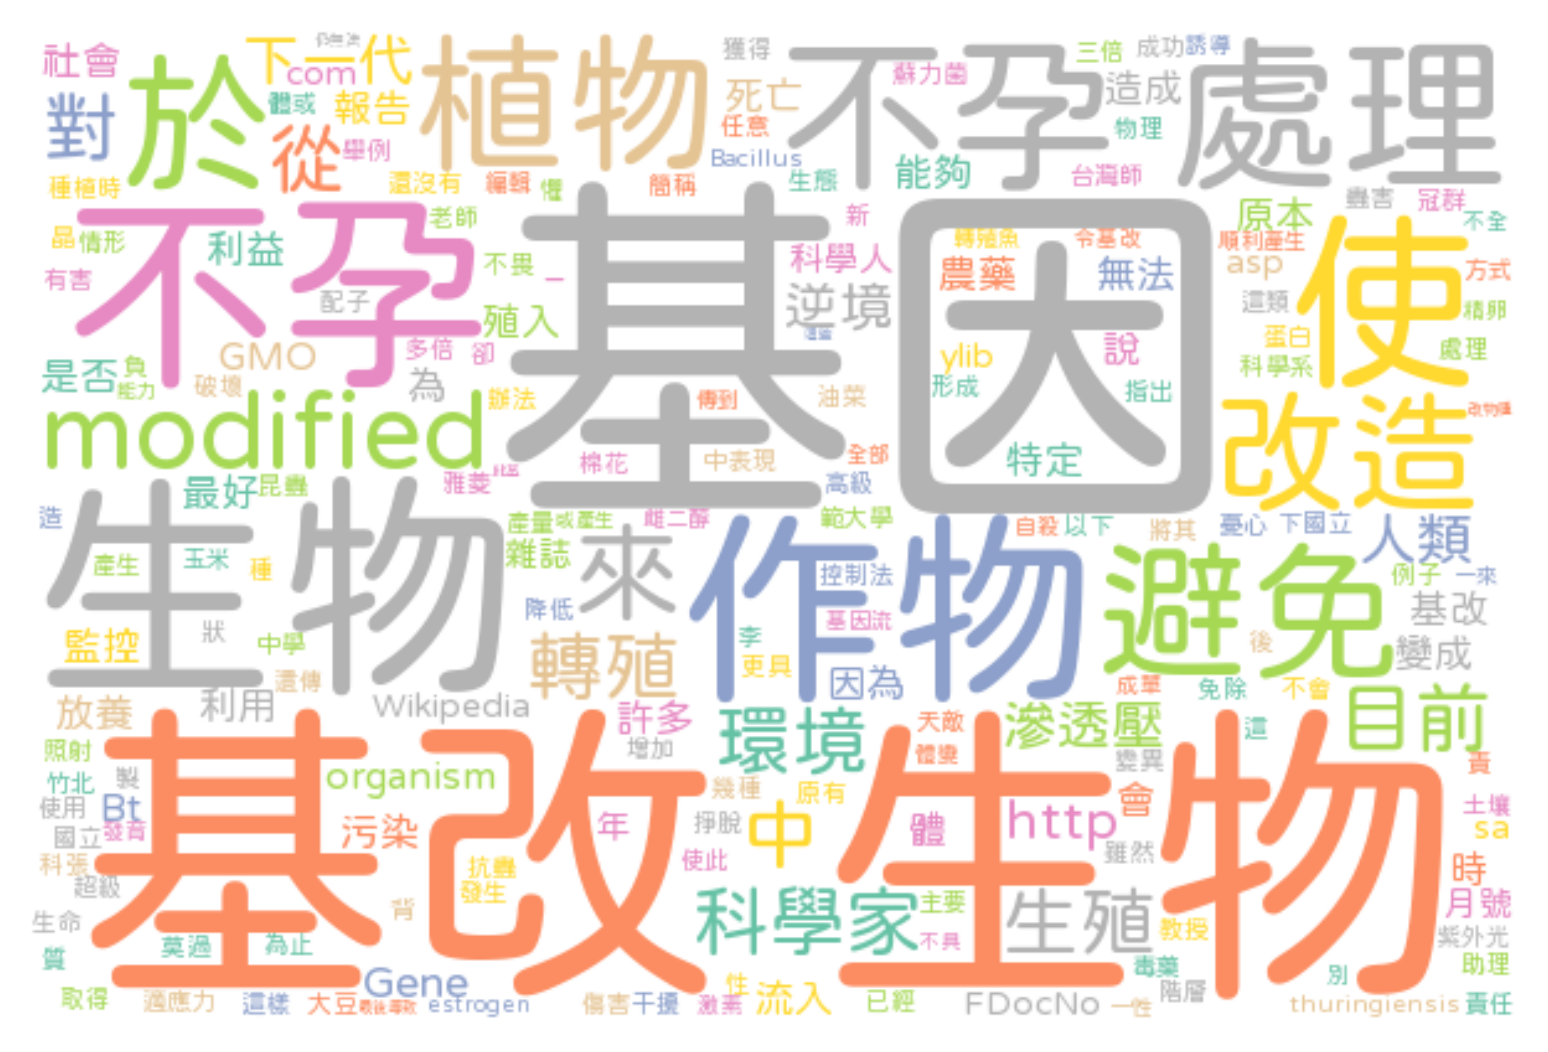 社會
下一代
com
於
對
體或
報告
從
舉例
植物
獲得
死亡
任意
Bacillus
不孕處理
蘇力菌
三倍
成功
誘導
造成
物理
種植時
還沒有
編輯
懼
簡稱
生態
能夠
台灣師
蟲害
冠群
不全
不孕
晶
情形
利益
老師
有害
配子
不畏
一
殖入
基因
新
科學人
逆境
轉殖魚
令基改
農藥
無法
原本
順利產生
asp
方式
這類
精卵
使
蛋白
處理
科學系
GMO
多倍
卻
是否
負
能力
破壞
為
辦法
傳到
油菜
ylib
形成
說
指出
modified
改造
棉花
中表現
全部
特定
雅菱
高級
最好
昆蟲
造
生物
產量
或產生
雌二醇
範大學
自殺
以下
將其
憂心
下國立
人類
雜誌
來
作物
控制法
避免
例子
一來
產生
玉米
種
降低
基因流
基改
狀
監控
中學
轉殖
李
更具
後
變成
遺傳
因為
成單
免除
不會
放養
利用
Wikipedia
許多
環境
天敵
滲透壓
這
目前
照射
增加
體變
變異
責
基改生物
竹北
製
organism
幾種
原有
使用
Bt
國立
發育
污染
年
掙脫
中
體
http
會
土壤
sa
雖然
科張
抗蟲
使此
時
超級
發生
科學家
主要
生殖
月號
生命
背
不具
教授
紫外光
質
莫過
為止
毒藥
別
助理
Gene
性
取得
適應力
這樣
大豆
最後導致
estrogen
傷害
干擾
激素
流入
已經
FDocNo
階層
一性
thuringiensis
責任